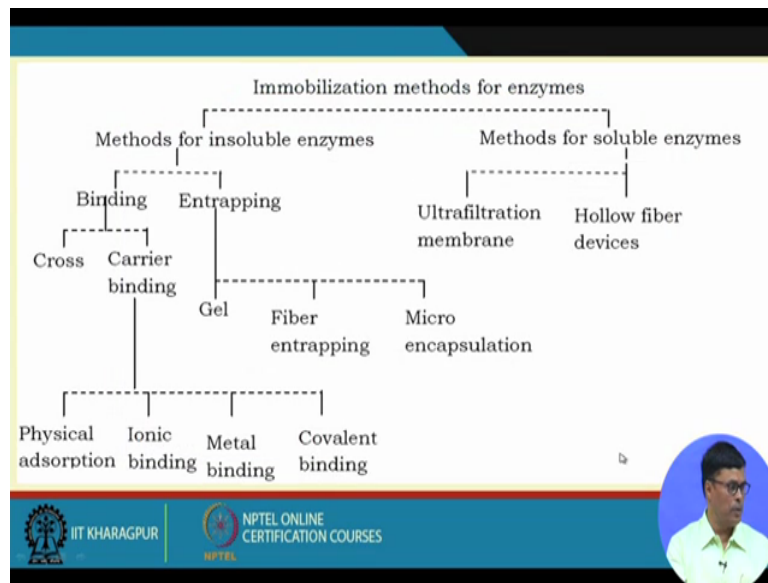 Immobilization methods for enzymes
Methods for insoluble enzymes
Methods for soluble enzymes
Binding
Entrapping
Ultrafiltration
membrane
Hollow fiber
devices
Cross
Carrier
binding
Gel
Fiber
entrapping
Micro
encapsulation
Physical
adsorption
Ionic
binding
Metal
binding
Covalent
binding
IIT KHARAGPUR
NPTEL
NPTEL ONLINE
CERTIFICATION COURSES